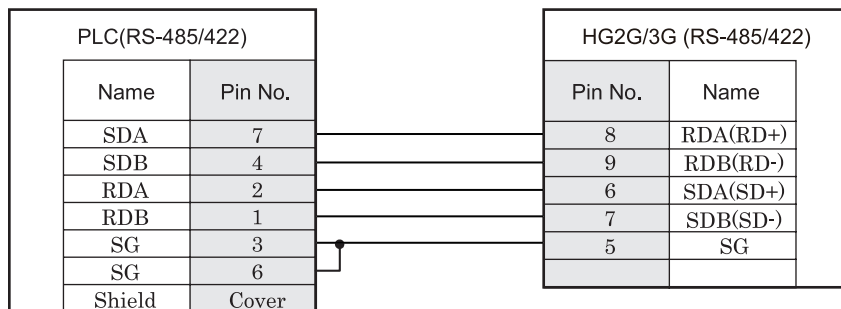 PLC(RS-485/422)
Name Pin No.
SDA 7
SDB 4
RDA 2
RDB 1
SG 3
SG 6
Shield Cover
HG2G/3G (RS-485/422)
Pin No. Name
8 RDA(RD+)
9 RDB(RD-)
6 SDA(SD+)
7 SDB(SD-)
5 SG